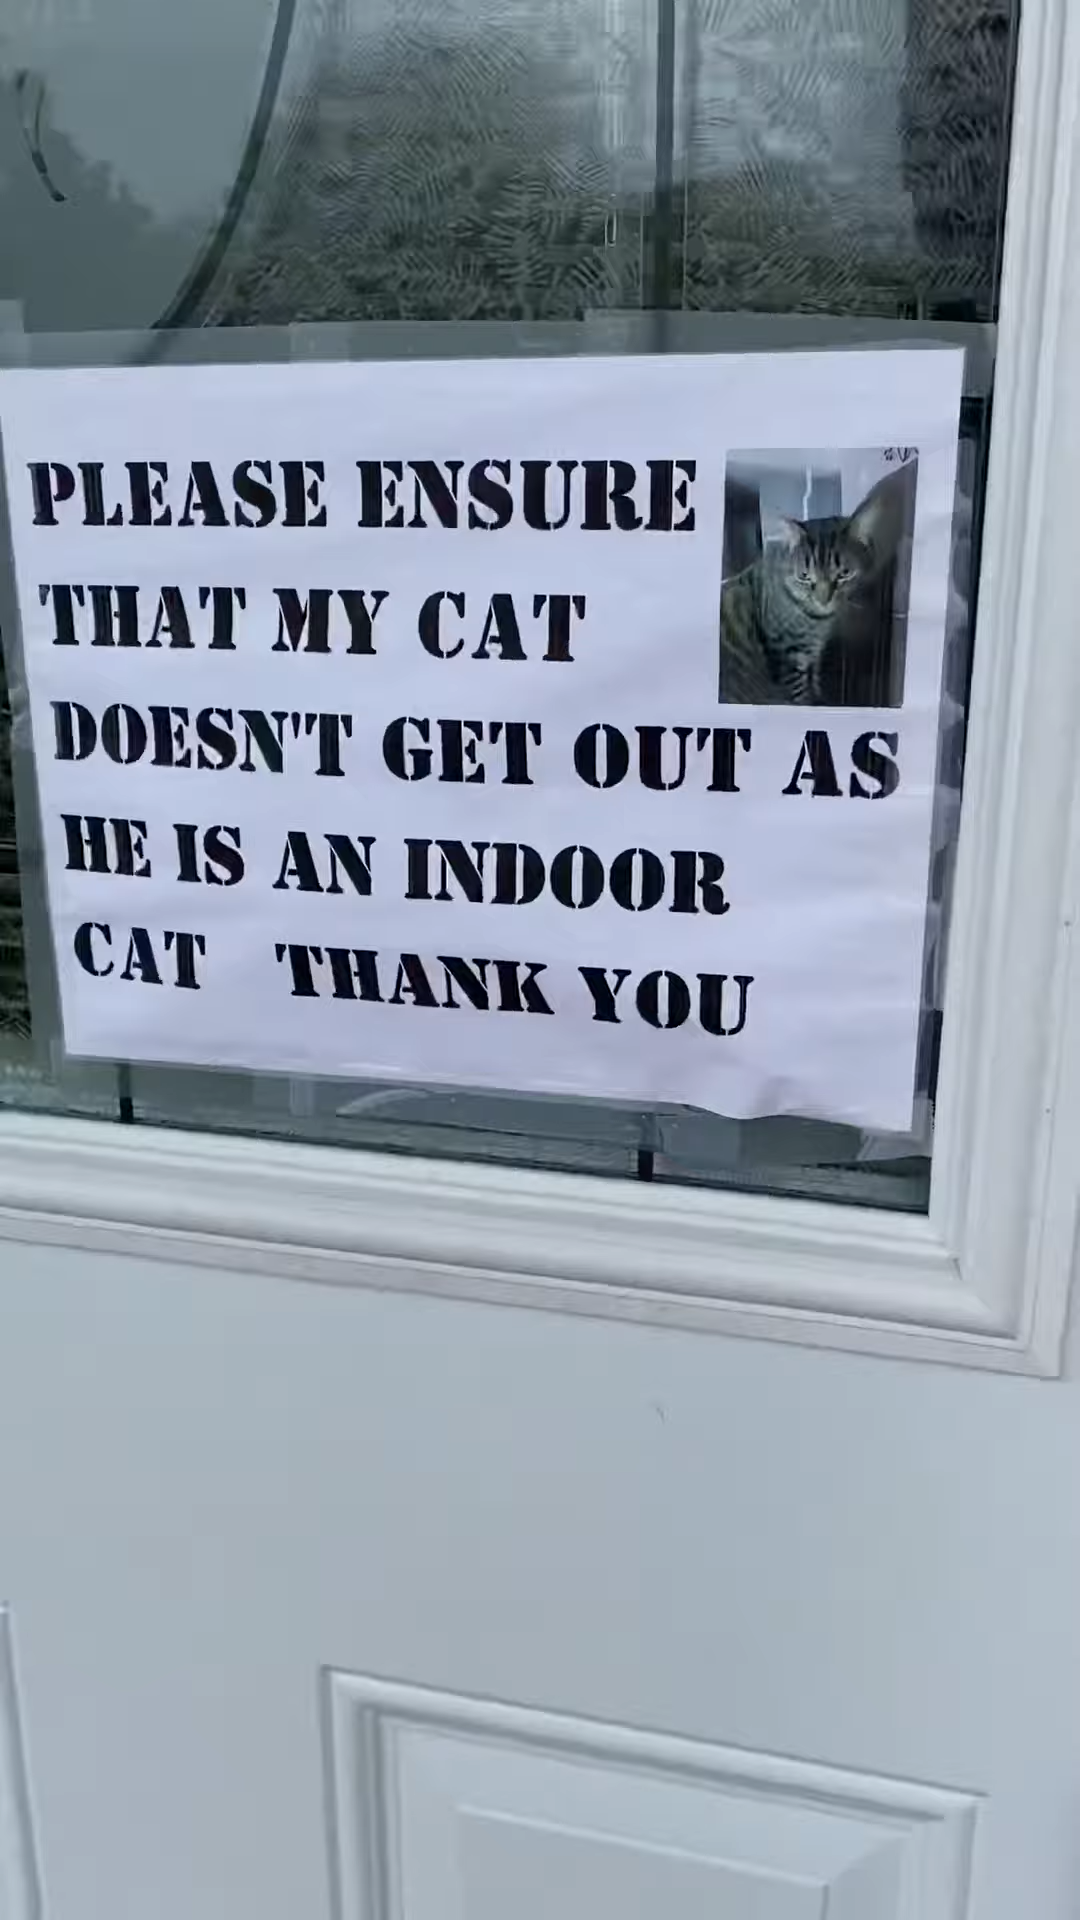 PLEASE ENSURE
THAT MY CAT
DOESN'T GET OUT AS
HE IS AN INDOOR
CAT THANK YOU